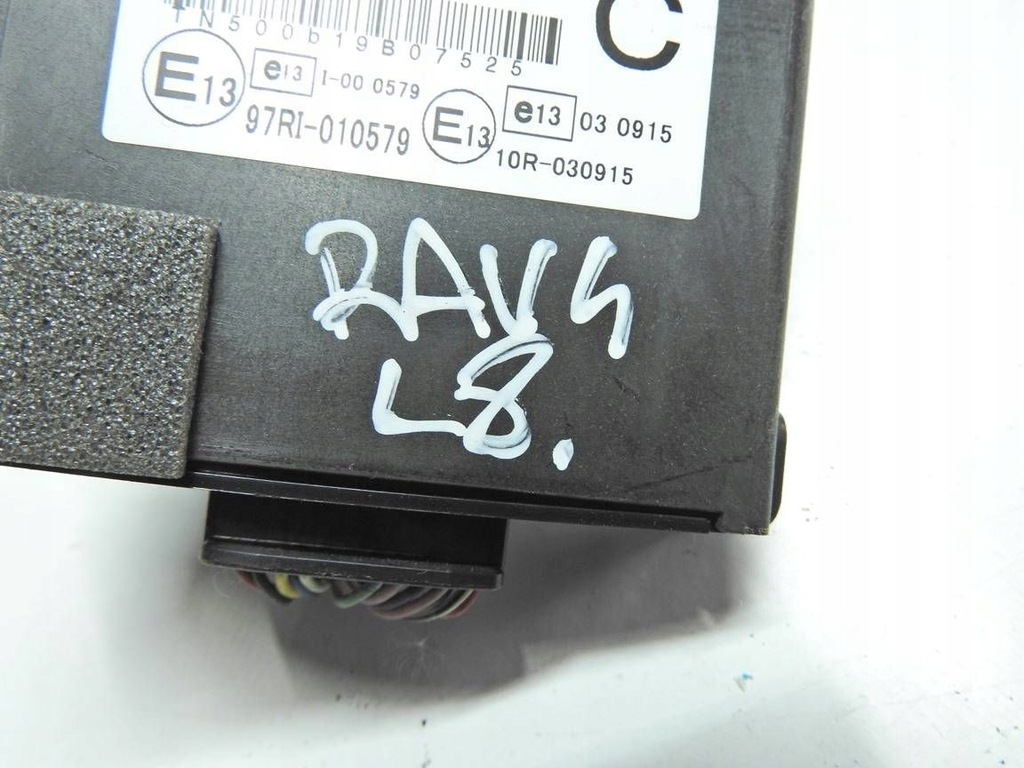 TN500b19B07525
C
E13 e13 I-00 0579
97RI-010579
E13 e13 03 0915
10R-030915
RAV4
L8.